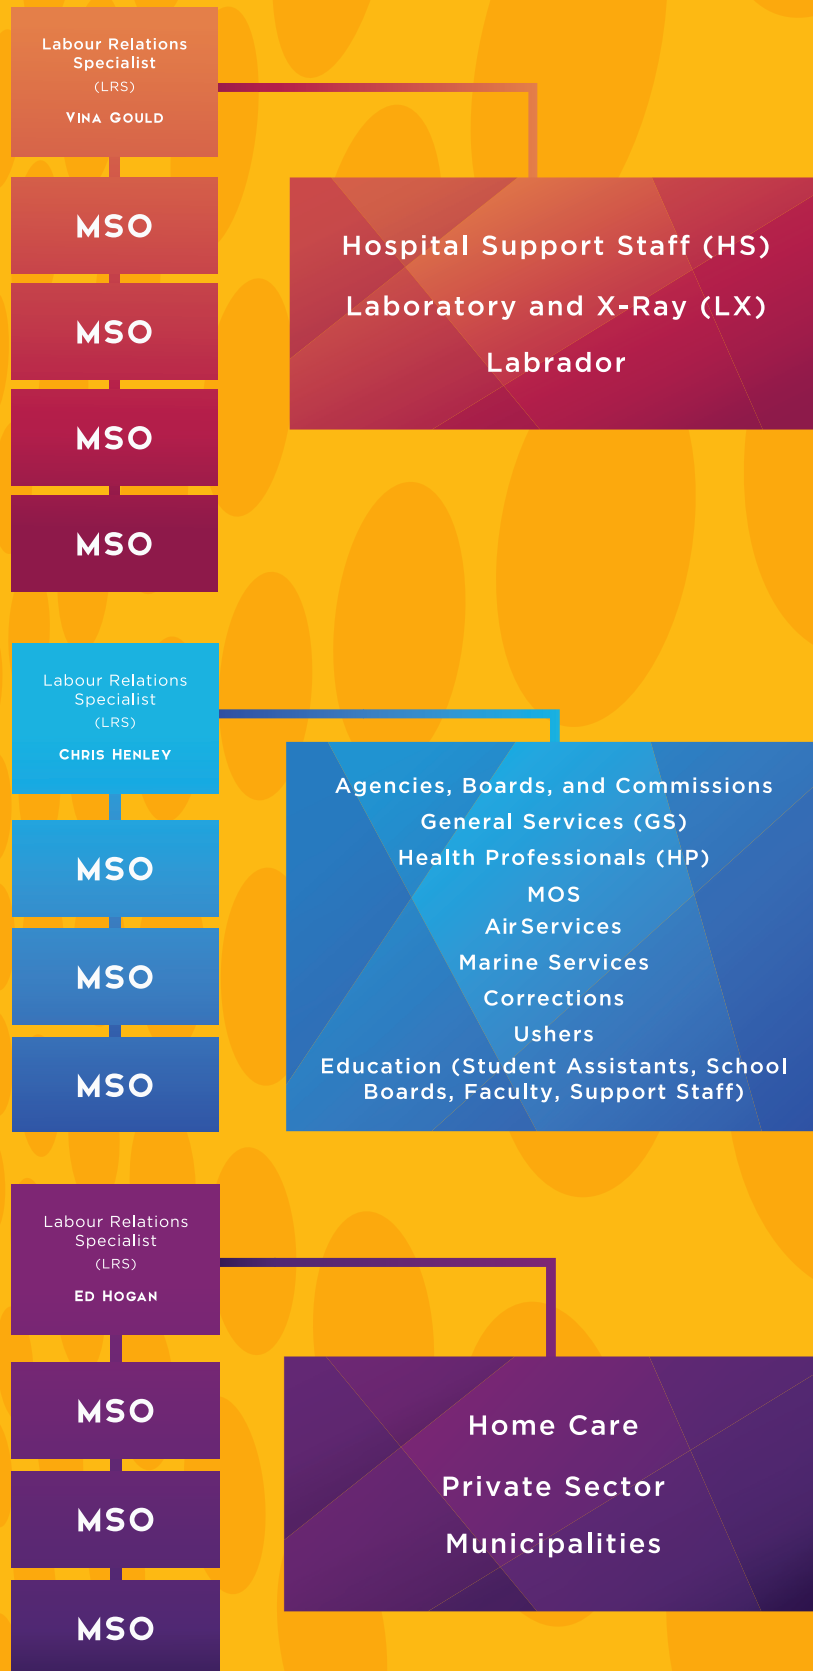 Labour Relations
Specialist
(LRS)
VINA GOULD
MSO
MSO
MSO
MSO
Hospital Support Staff (HS)
Laboratory and X-Ray (LX)
Labrador
Labour Relations
Specialist
(LRS)
CHRIS HENLEY
MSO
MSO
MSO
Agencies, Boards, and Commissions
General Services (GS)
Health Professionals (HP)
MOS
AirServices
Marine Services
Corrections
Ushers
Education (Student Assistants, School
Boards, Faculty, Support Staff)
Labour Relations
Specialist
(LRS)
ED HOGAN
MSO
MSO
MSO
Home Care
Private Sector
Municipalities